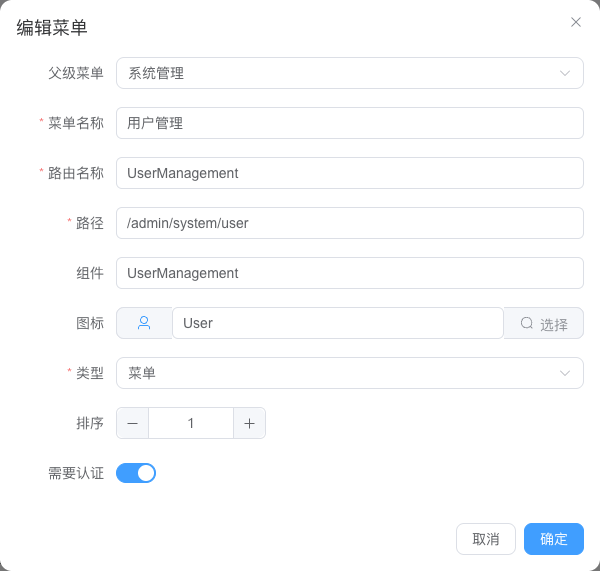 编辑菜单
父级菜单 系统管理
* 菜单名称 用户管理
* 路由名称 UserManagement
* 路径 /admin/system/user
组件 UserManagement
图标 User 选择
* 类型 菜单
排序 1
需要认证
取消 确定